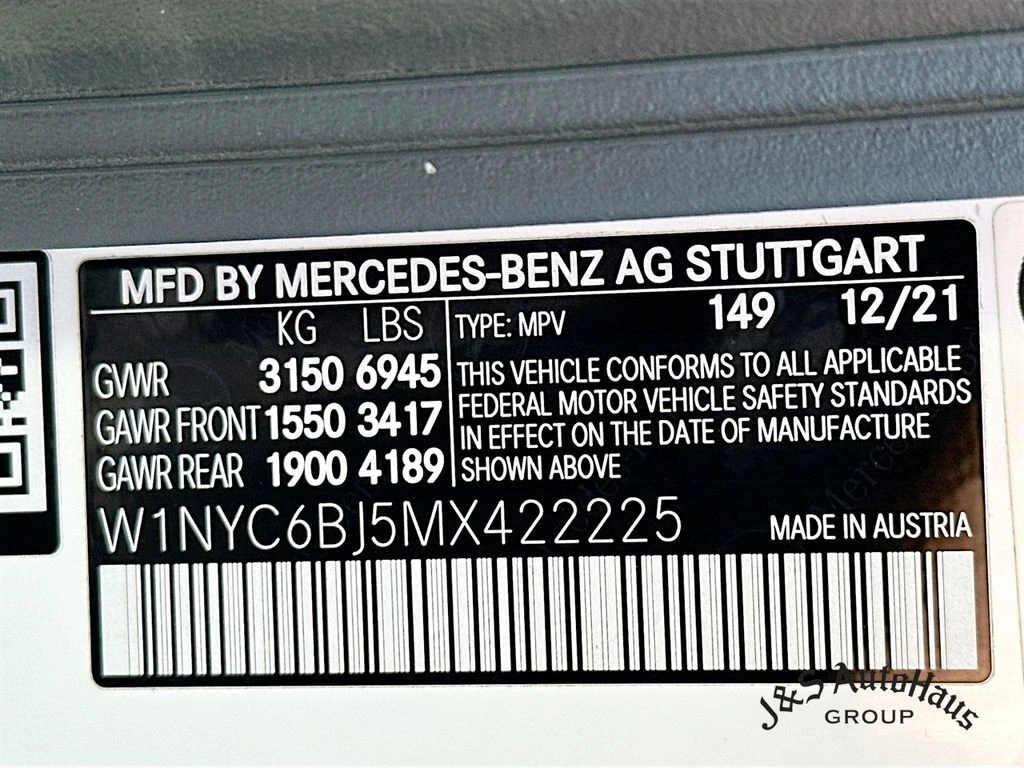 MFD BY MERCEDES-BENZ AG STUTTGART
KG LBS
GVWR 3150 6945
GAWR FRONT 1550 3417
GAWR REAR 1900 4189
TYPE: MPV 149 12/21
THIS VEHICLE CONFORMS TO ALL APPLICABLE
FEDERAL MOTOR VEHICLE SAFETY STANDARDS
IN EFFECT ON THE DATE OF MANUFACTURE
SHOWN ABOVE
W1NYC6BJ5MX422225 MADE IN AUSTRIA
J&S AutoHaus
GROUP